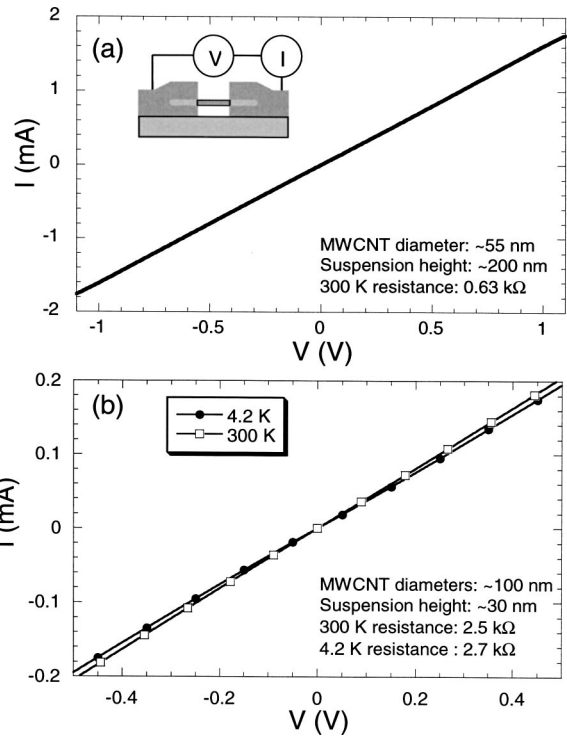 (a)
V
I
2
1
0
-1
-2
I (mA)
MWCNT diameter: ~55 nm
Suspension height: ~200 nm
300 K resistance: 0.63 kΩ
-1
-0.5
0
0.5
1
V (V)
(b)
4.2 K
300 K
0.2
0.1
0
-0.1
-0.2
I (mA)
MWCNT diameters: ~100 nm
Suspension height: ~30 nm
300 K resistance: 2.5 kΩ
4.2 K resistance : 2.7 kΩ
-0.4
-0.2
0
0.2
0.4
V (V)